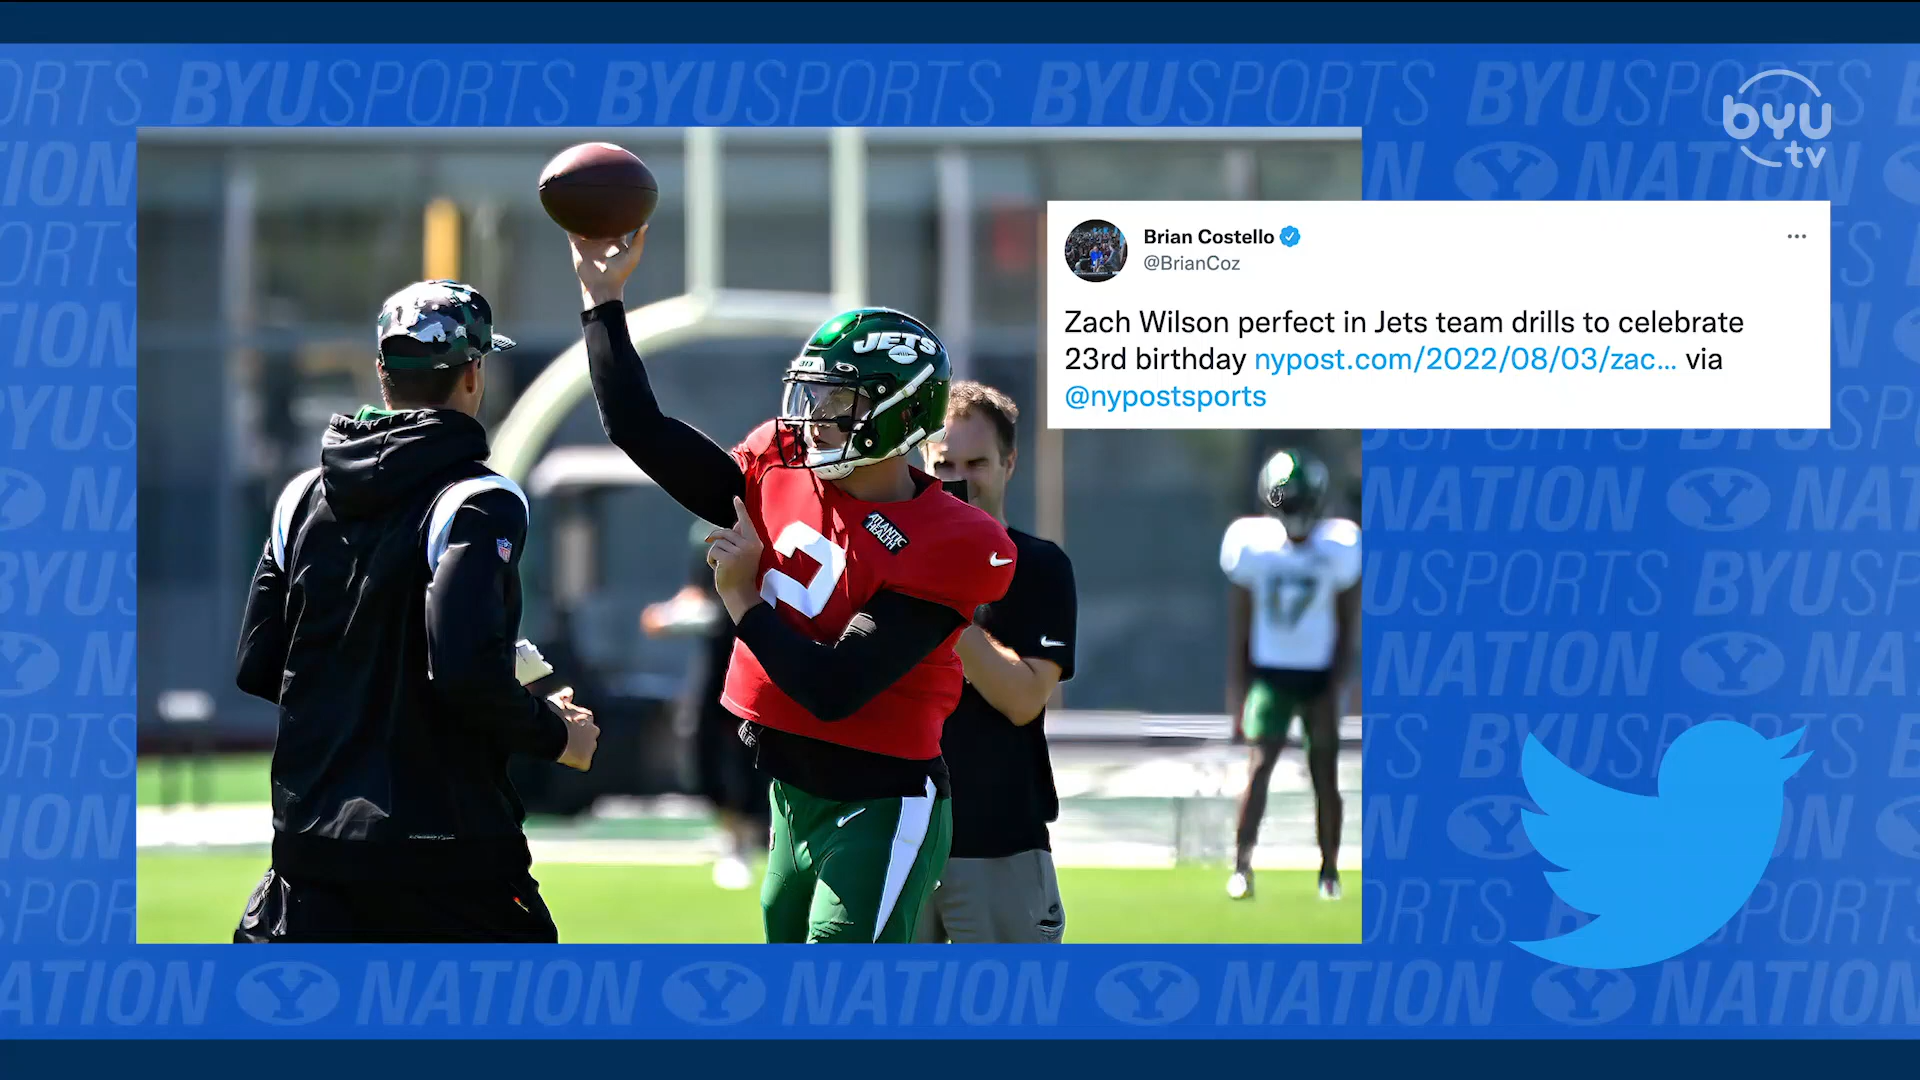 BYUSPORTS BYUSPORTS BYUSPORTS BYUSPORTS
byu
tv
NATION
Brian Costello
@BrianCoz
Zach Wilson perfect in Jets team drills to celebrate
23rd birthday nypost.com/2022/08/03/zac... via
@nypostsports
JETS
ATLANTIC
HEALTH
2
17
NATION Y NATION
NATION Y NATION
NATION Y NATION Y NATION Y NATION Y NATION